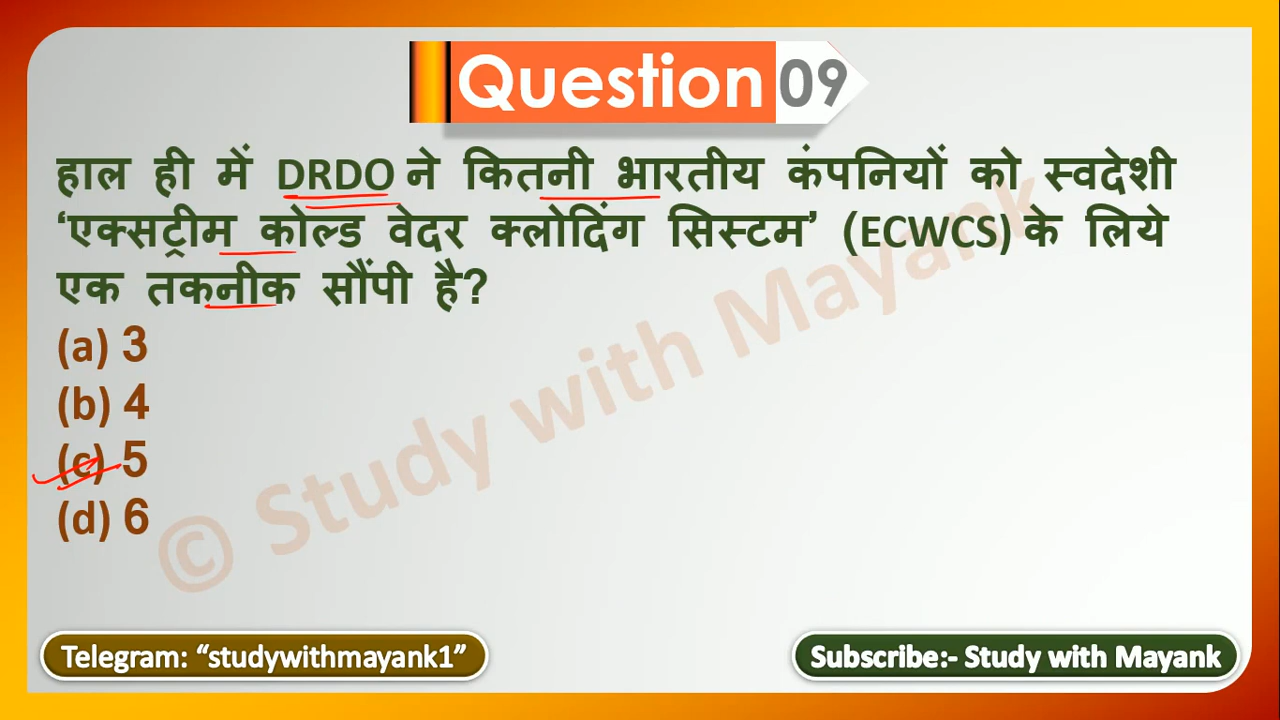 Question 09
हाल ही में DRDO ने कितनी भारतीय कंपनियों को स्वदेशी
‘एक्सट्रीम कोल्ड वेदर क्लोदिंग सिस्टम’ (ECWCS) के लिये
एक तकनीक सौंपी है?
(a) 3
(b) 4
(c) 5
(d) 6
© Study with Mayank
Telegram: “studywithmayank1”
Subscribe:- Study with Mayank